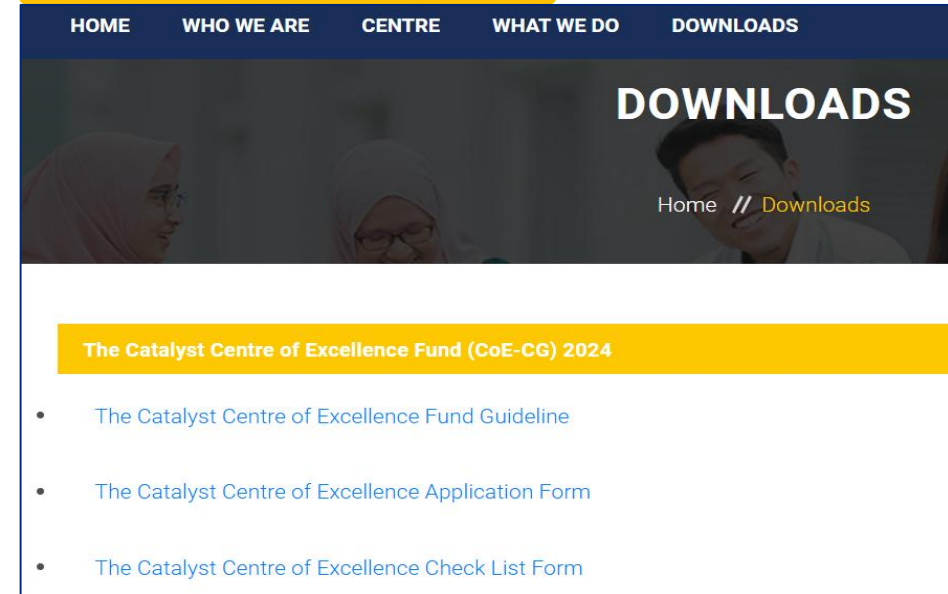 HOME WHO WE ARE CENTRE WHAT WE DO DOWNLOADS
DOWNLOADS
Home // Downloads
The Catalyst Centre of Excellence Fund (CoE-CG) 2024
• The Catalyst Centre of Excellence Fund Guideline
• The Catalyst Centre of Excellence Application Form
• The Catalyst Centre of Excellence Check List Form